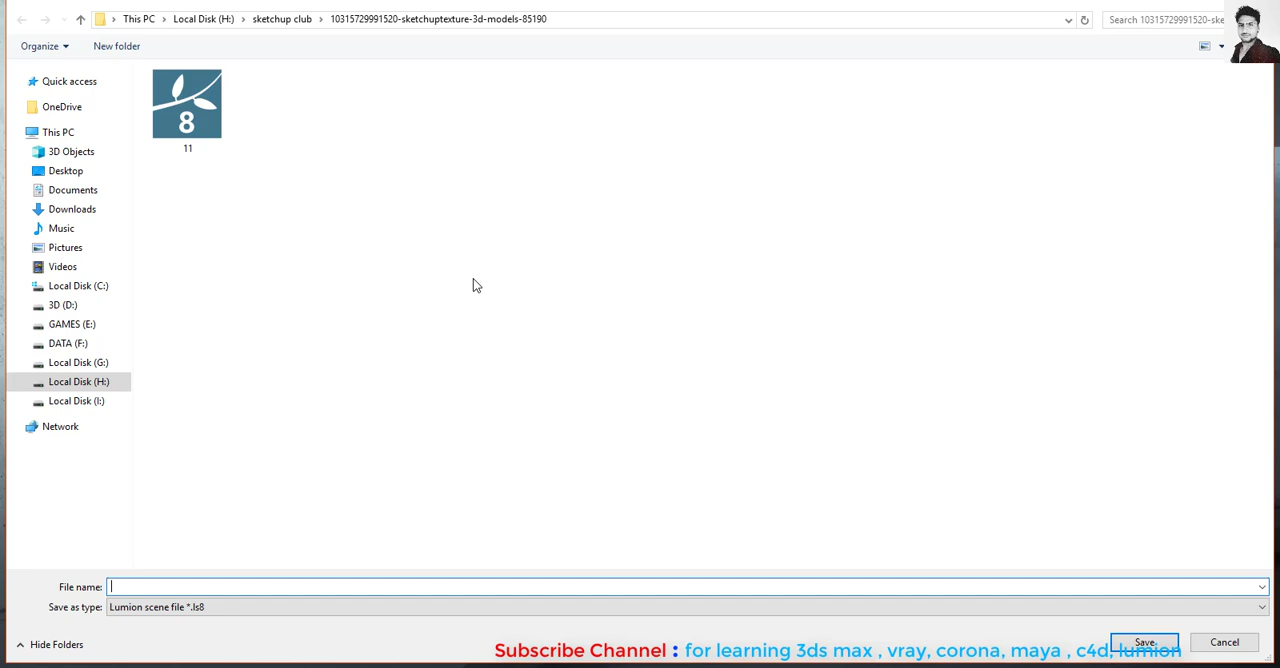 This PC > Local Disk (H:) > sketchup club > 10315729991520-sketchuptexture-3d-models-85190
Search 10315729991520-ske
Organize
New folder
Quick access
OneDrive
This PC
3D Objects
Desktop
Documents
Downloads
Music
Pictures
Videos
Local Disk (C:)
3D (D:)
GAMES (E:)
DATA (F:)
Local Disk (G:)
Local Disk (H:)
Local Disk (I:)
Network
8
11
File name:
Save as type: Lumion scene file *.ls8
Hide Folders
Save
Cancel
Subscribe Channel : for learning 3ds max , vray, corona, maya , c4d, lumion